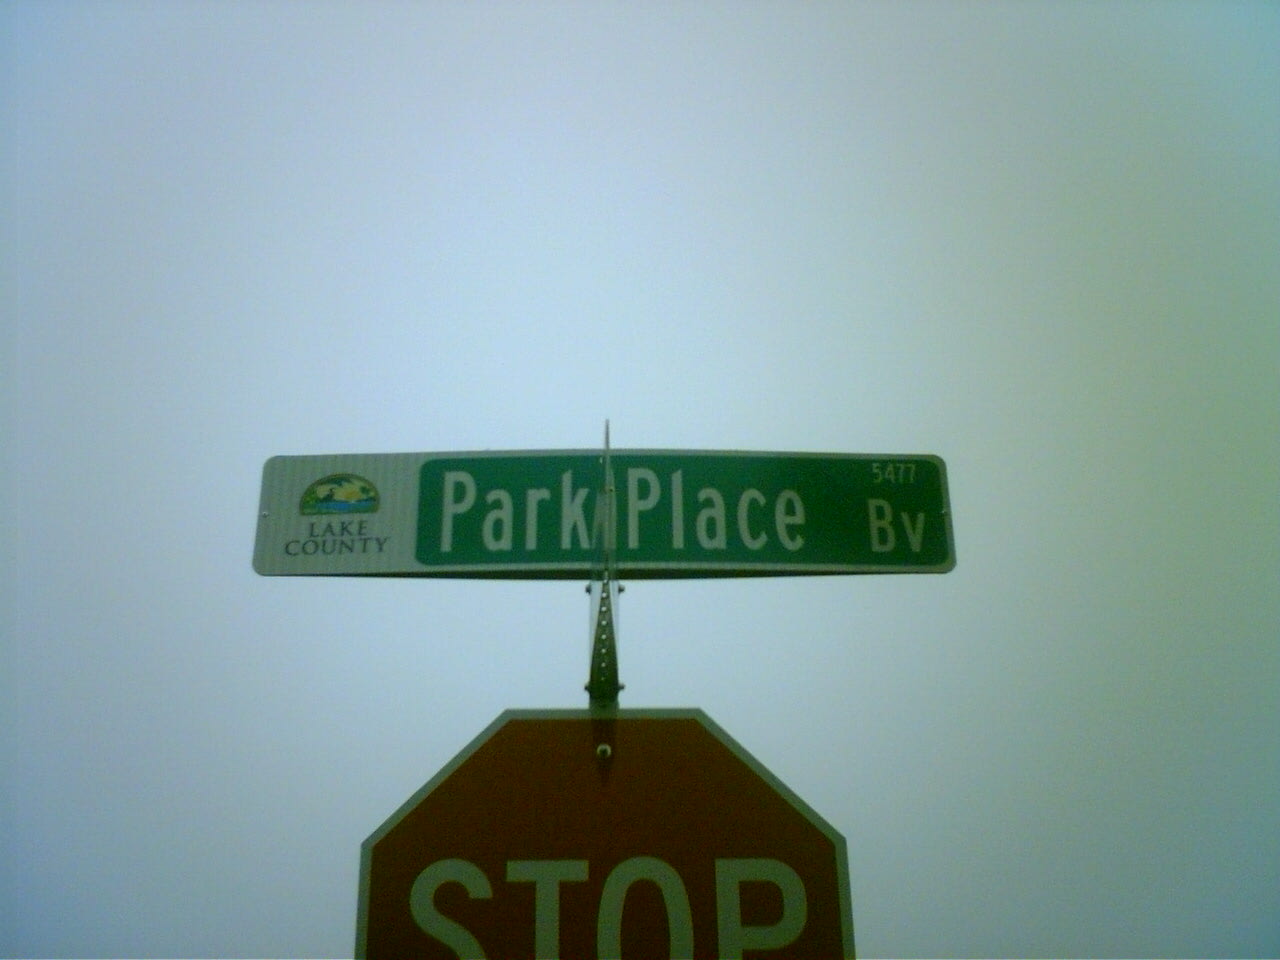 LAKE
COUNTY
Park Place
5477
Bv
STOP